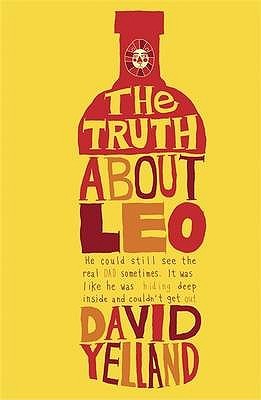 THE
TRUTH
ABOUT
LEO
He could still see the
real DAD sometimes. It was
like he was hiding deep
inside and couldn't get out
DAVID
YELLAND